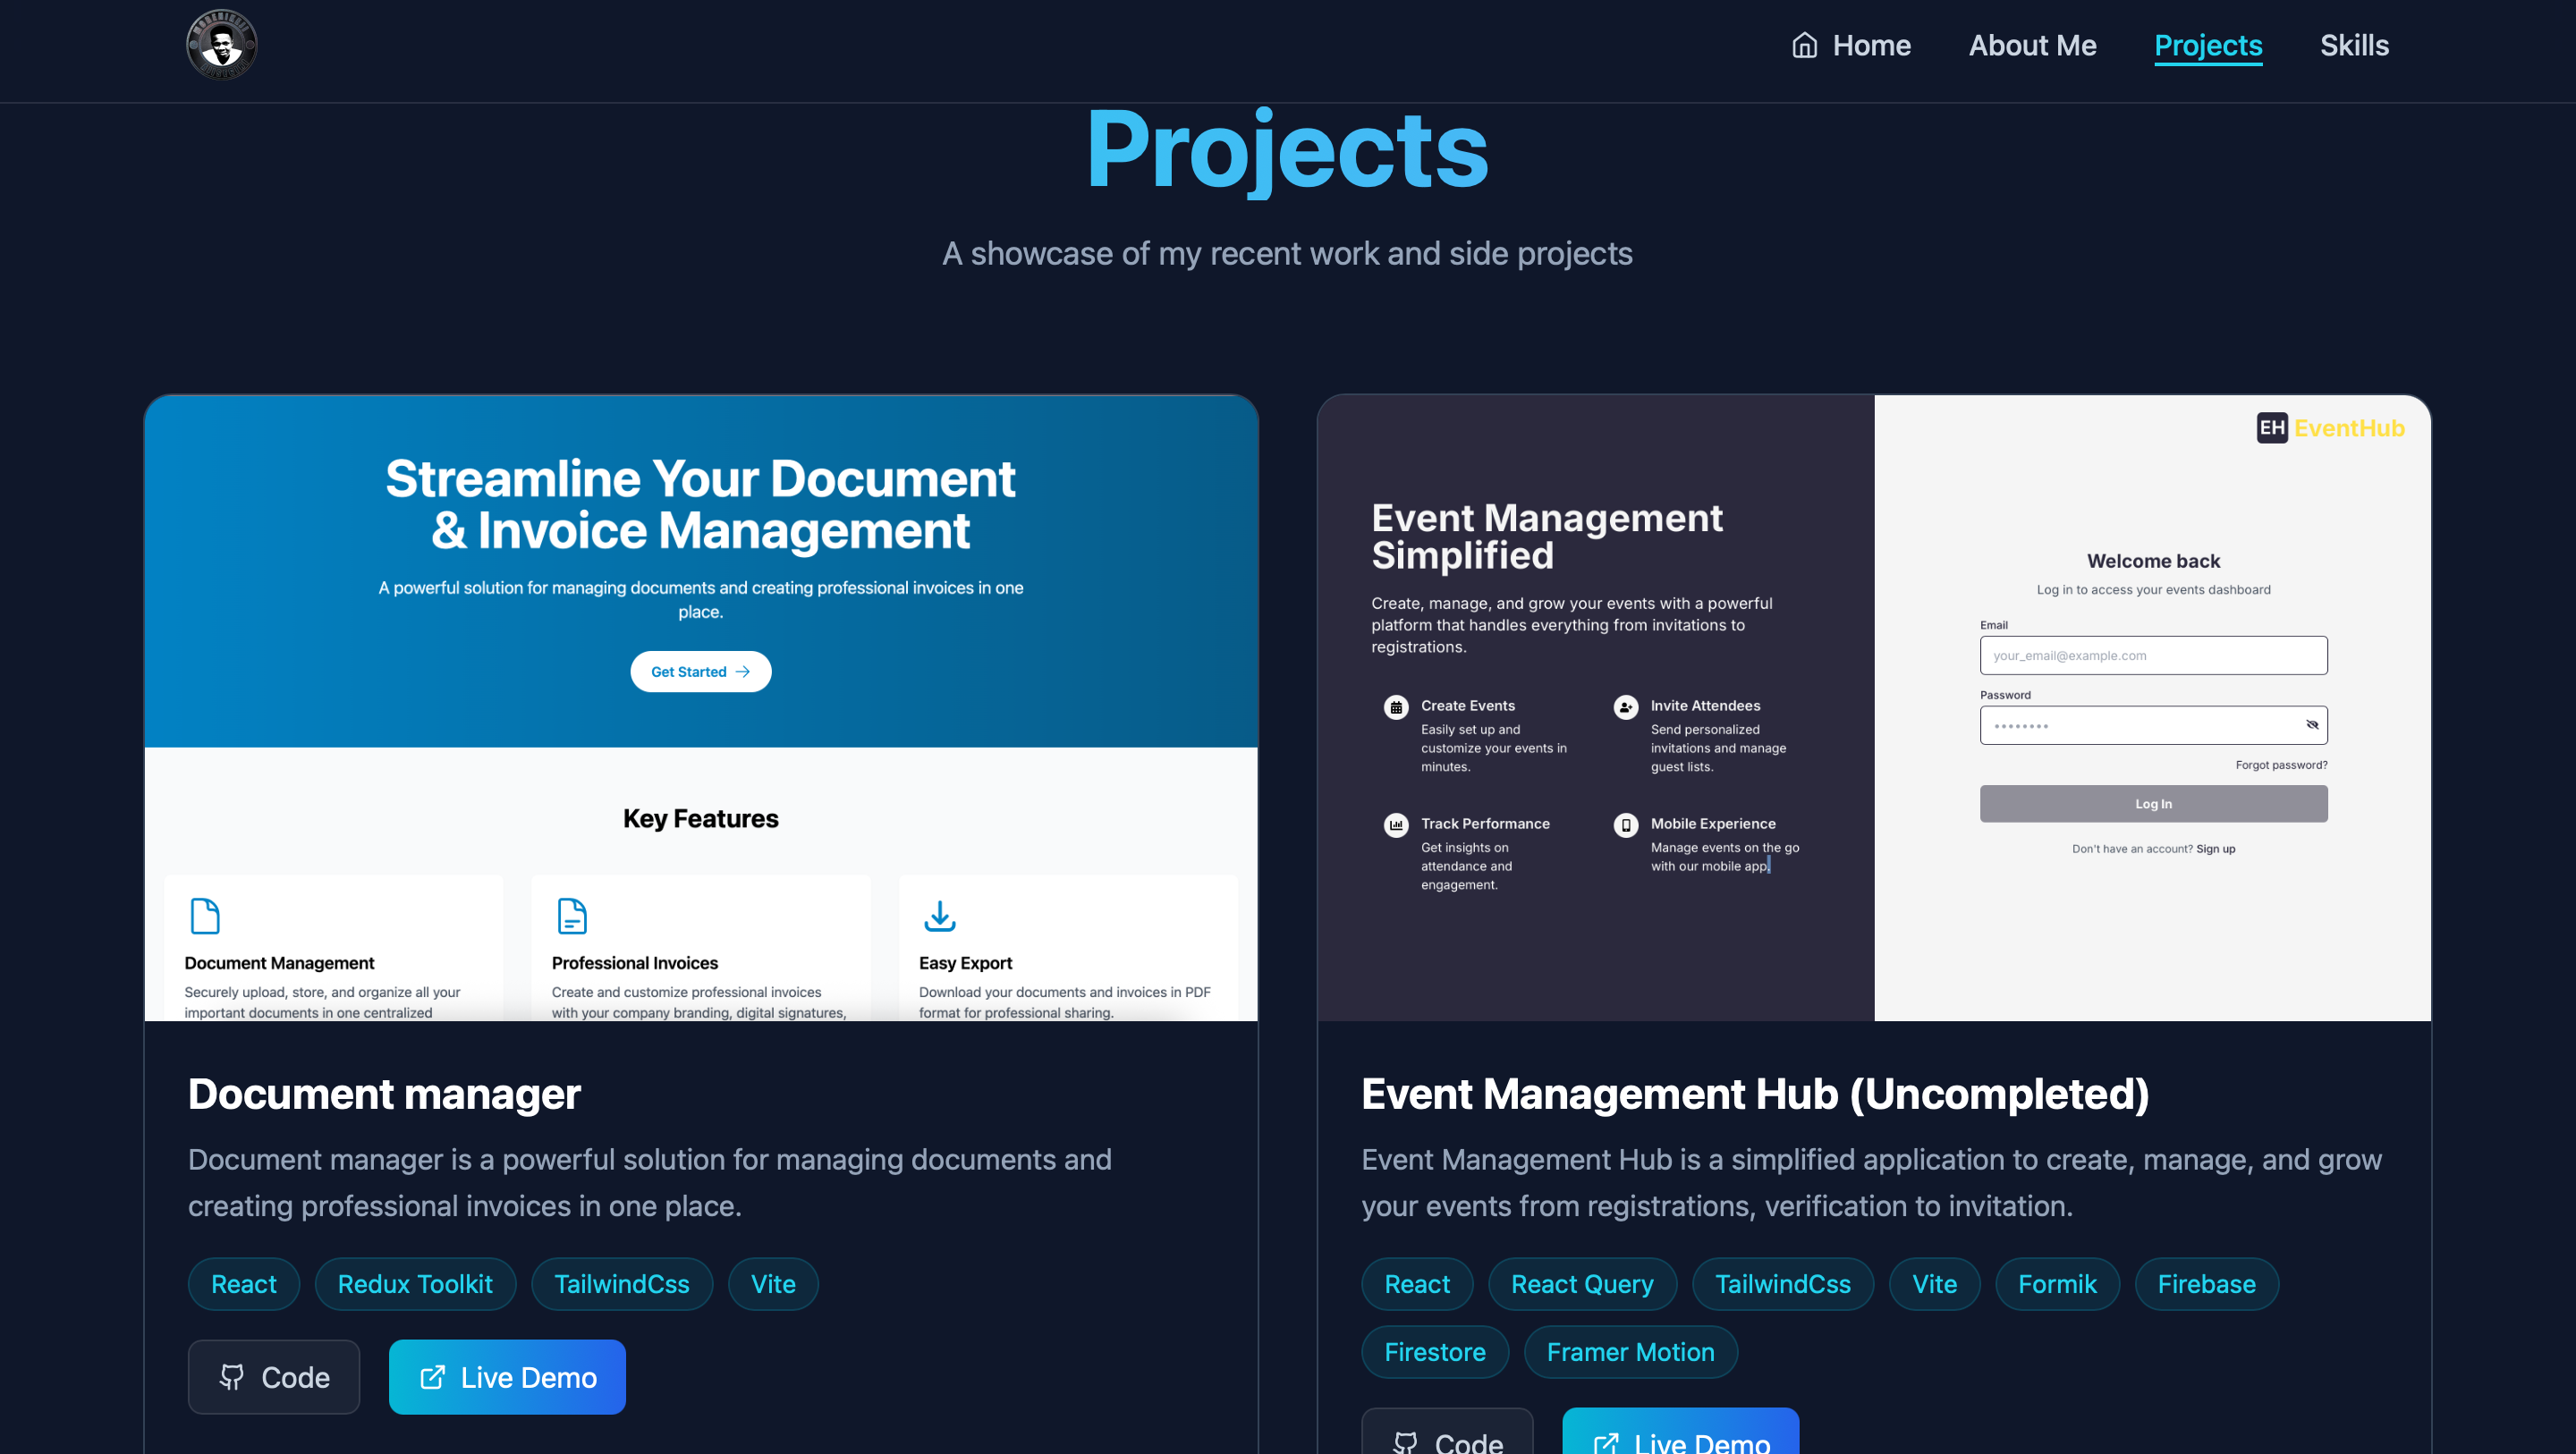 Home
About Me
Projects
Skills
Projects
A showcase of my recent work and side projects
Streamline Your Document
& Invoice Management
A powerful solution for managing documents and creating professional invoices in one
place.
Get Started
Key Features
Document Management
Securely upload, store, and organize all your
important documents in one centralized
Professional Invoices
Create and customize professional invoices
with your company branding, digital signatures,
Easy Export
Download your documents and invoices in PDF
format for professional sharing.
Document manager
Document manager is a powerful solution for managing documents and
creating professional invoices in one place.
React
Redux Toolkit
TailwindCss
Vite
Code
Live Demo
EH EventHub
Event Management
Simplified
Create, manage, and grow your events with a powerful
platform that handles everything from invitations to
registrations.
Create Events
Easily set up and
customize your events in
minutes.
Invite Attendees
Send personalized
invitations and manage
guest lists.
Track Performance
Get insights on
attendance and
engagement.
Mobile Experience
Manage events on the go
with our mobile app.
Welcome back
Log in to access your events dashboard
Email
your_email@example.com
Password
Forgot password?
Log In
Don't have an account? Sign up
Event Management Hub (Uncompleted)
Event Management Hub is a simplified application to create, manage, and grow
your events from registrations, verification to invitation.
React
React Query
TailwindCss
Vite
Formik
Firebase
Firestore
Framer Motion
Code
Live Demo